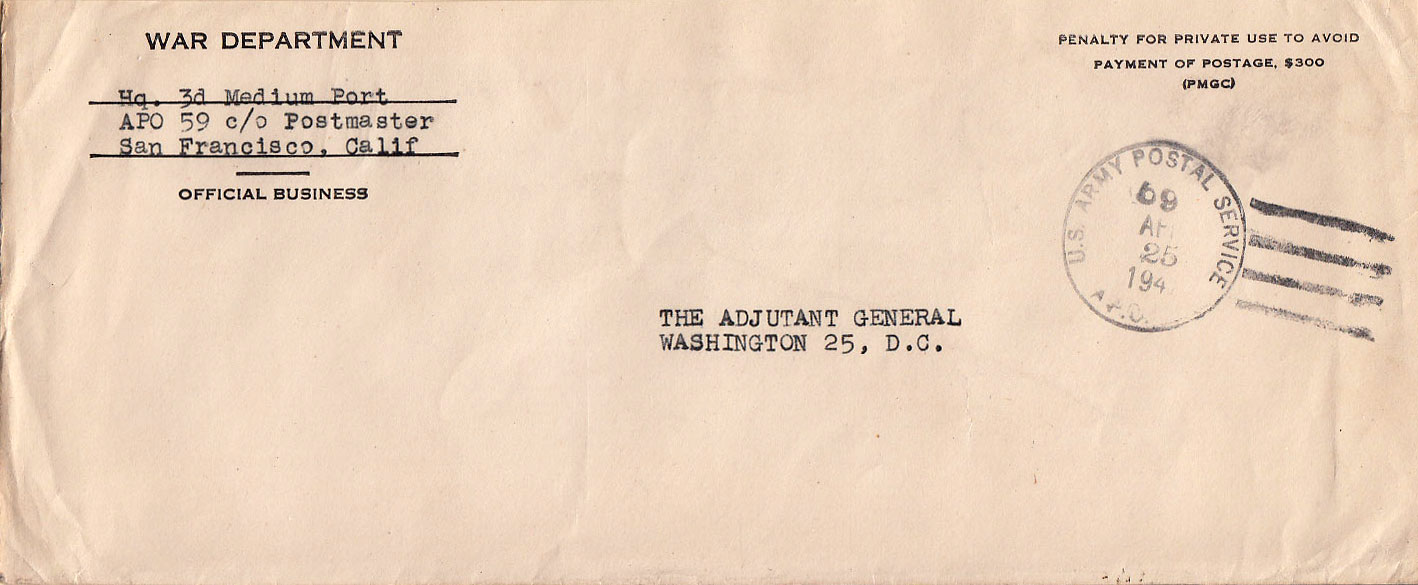 WAR DEPARTMENT
Hq. 3d Medium Port
APO 59 c/o Postmaster
San Francisco, Calif
OFFICIAL BUSINESS
PENALTY FOR PRIVATE USE TO AVOID
PAYMENT OF POSTAGE, $300
(PMGC)
U.S. ARMY POSTAL SERVICE
59
25
194
A.P.O.
THE ADJUTANT GENERAL
WASHINGTON 25, D.C.